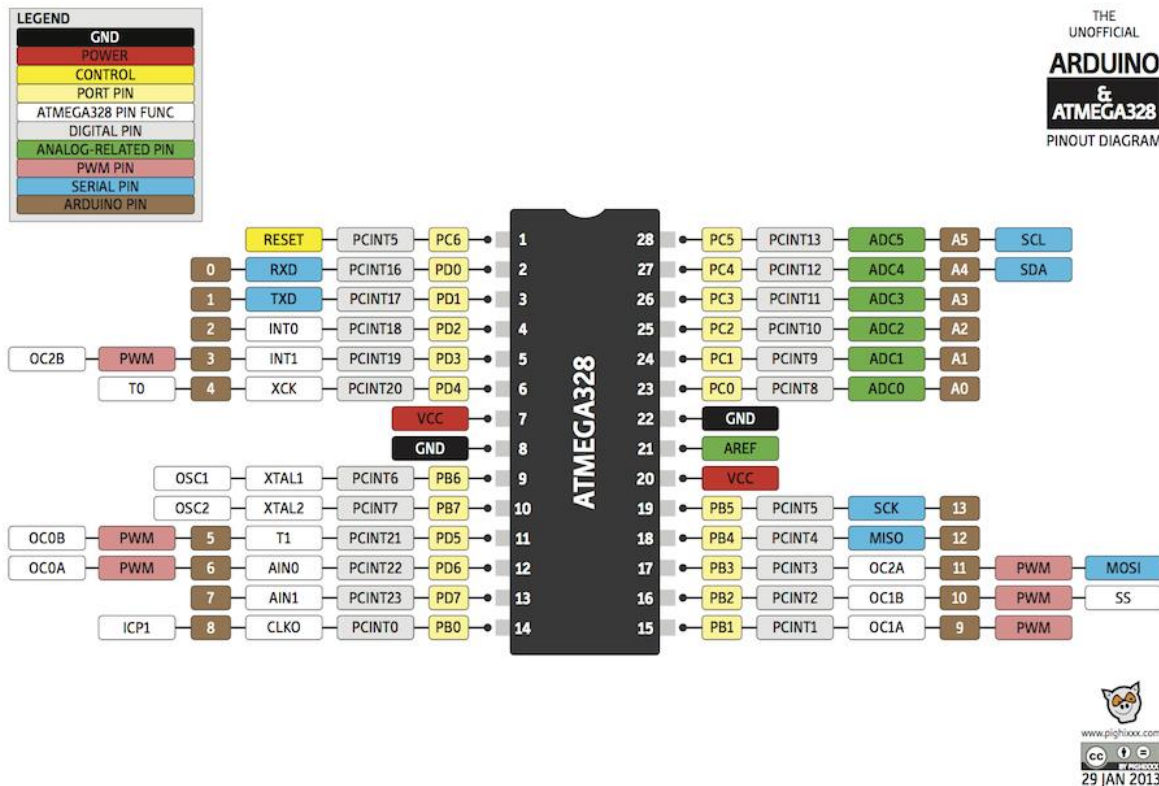 LEGEND
GND
POWER
CONTROL
PORT PIN
ATMEGA328 PIN FUNC
DIGITAL PIN
ANALOG-RELATED PIN
PWM PIN
SERIAL PIN
ARDUINO PIN
THE
UNOFFICIAL
ARDUINO
&
ATMEGA328
PINOUT DIAGRAM
RESET PCINT5 PC6 1 28 PC5 PCINT13 ADC5 A5 SCL
0 RXD PCINT16 PD0 2 27 PC4 PCINT12 ADC4 A4 SDA
1 TXD PCINT17 PD1 3 26 PC3 PCINT11 ADC3 A3
2 INT0 PCINT18 PD2 4 25 PC2 PCINT10 ADC2 A2
OC2B PWM 3 INT1 PCINT19 PD3 5 24 PC1 PCINT9 ADC1 A1
T0 4 XCK PCINT20 PD4 6 23 PC0 PCINT8 ADC0 A0
VCC 7 22 GND
GND 8 21 AREF
OSC1 XTAL1 PCINT6 PB6 9 20 VCC
OSC2 XTAL2 PCINT7 PB7 10 19 PB5 PCINT5 SCK 13
OC0B PWM 5 T1 PCINT21 PD5 11 18 PB4 PCINT4 MISO 12
OC0A PWM 6 AIN0 PCINT22 PD6 12 17 PB3 PCINT3 OC2A 11 PWM MOSI
7 AIN1 PCINT23 PD7 13 16 PB2 PCINT2 OC1B 10 PWM SS
ICP1 8 CLKO PCINT0 PB0 14 15 PB1 PCINT1 OC1A 9 PWM
ATMEGA328
www.pighixxx.com
cc
BY PIGHIXXX
29 JAN 2013